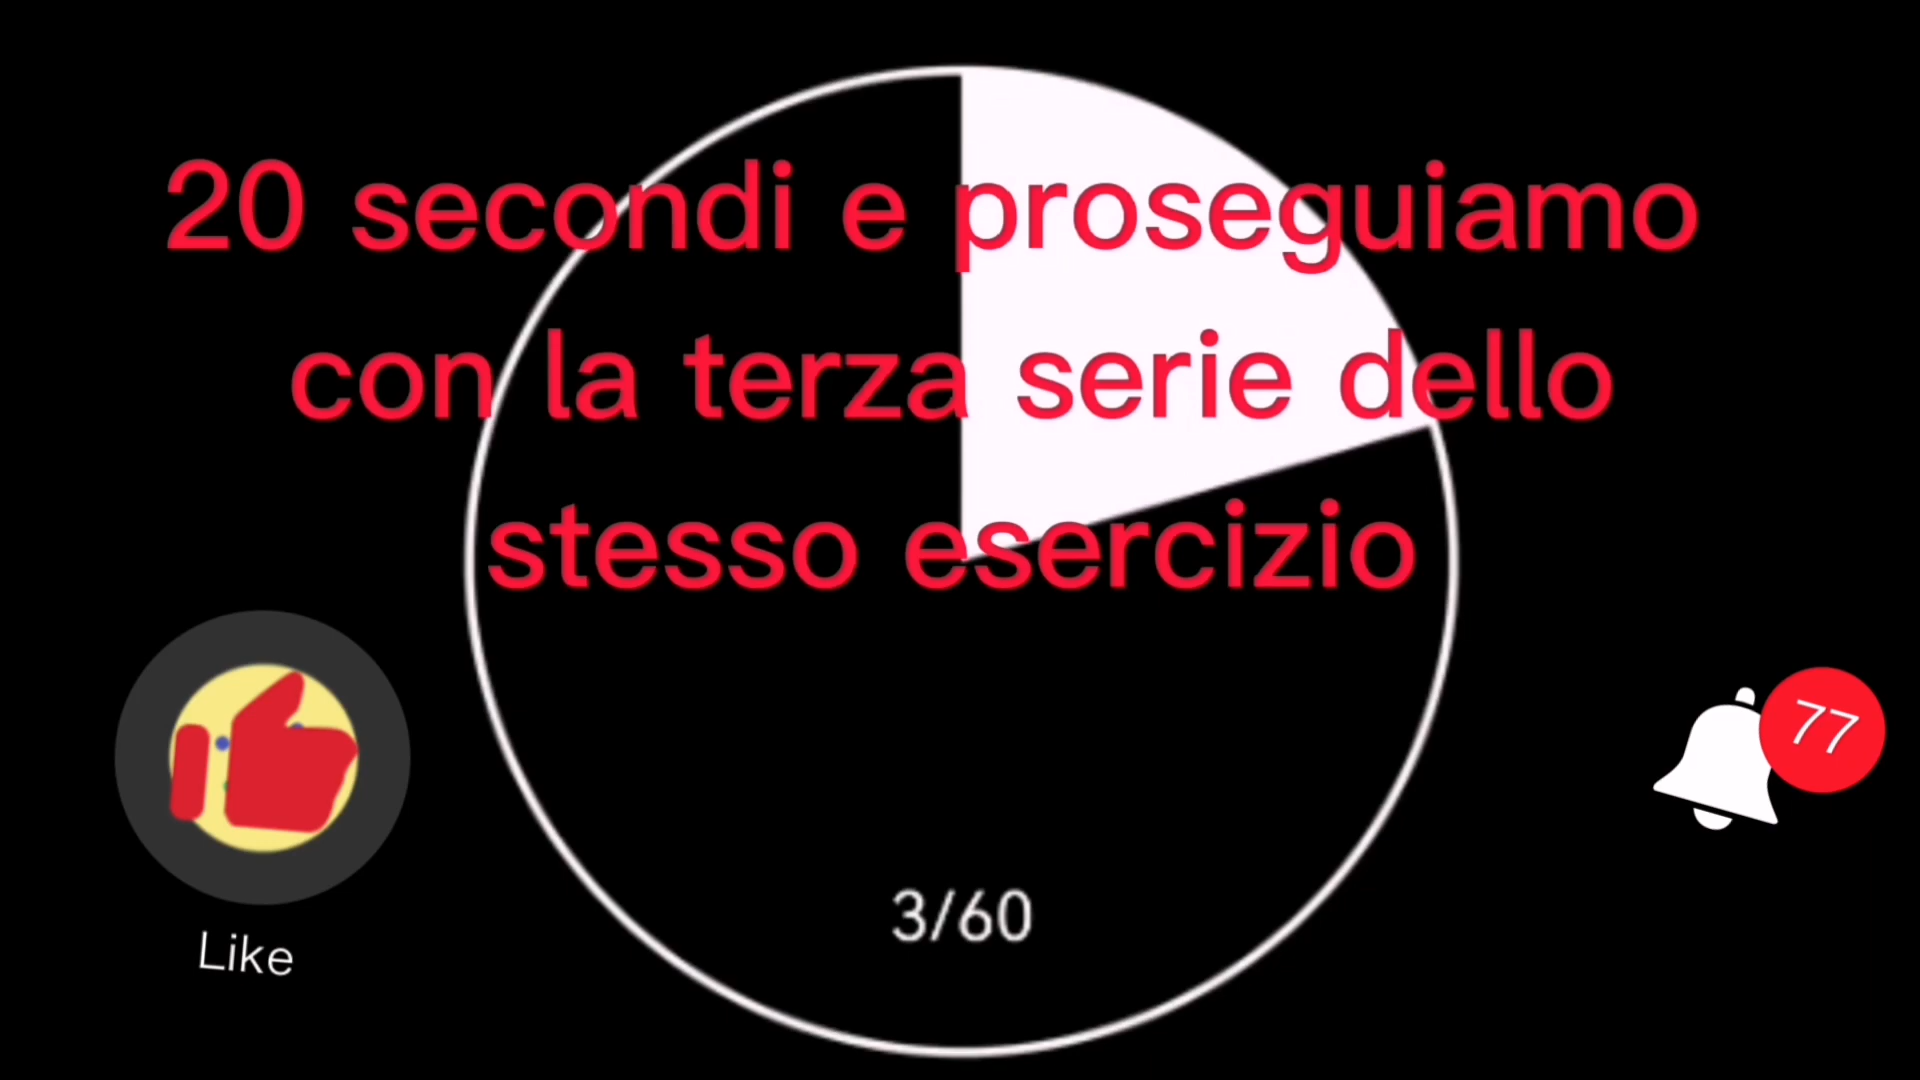 20 secondi e proseguiamo
con la terza serie dello
stesso esercizio
77
3/60
Like